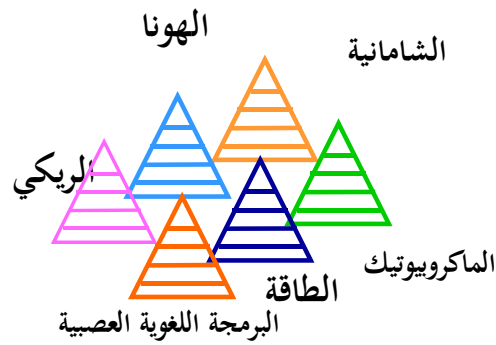 الهونا
الشامانية
الريكي
الماكروبيوتيك
الطاقة
البرمجة اللغوية العصبية